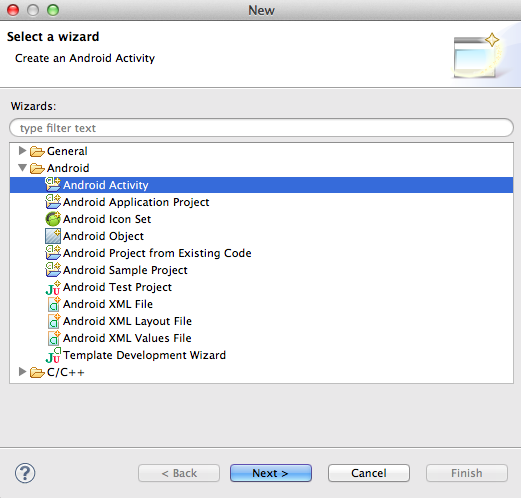 New
Select a wizard
Create an Android Activity
Wizards:
type filter text
General
Android
Android Activity
Android Application Project
Android Icon Set
Android Object
Android Project from Existing Code
Android Sample Project
Android Test Project
Android XML File
Android XML Layout File
Android XML Values File
Template Development Wizard
C/C++
? < Back Next > Cancel Finish